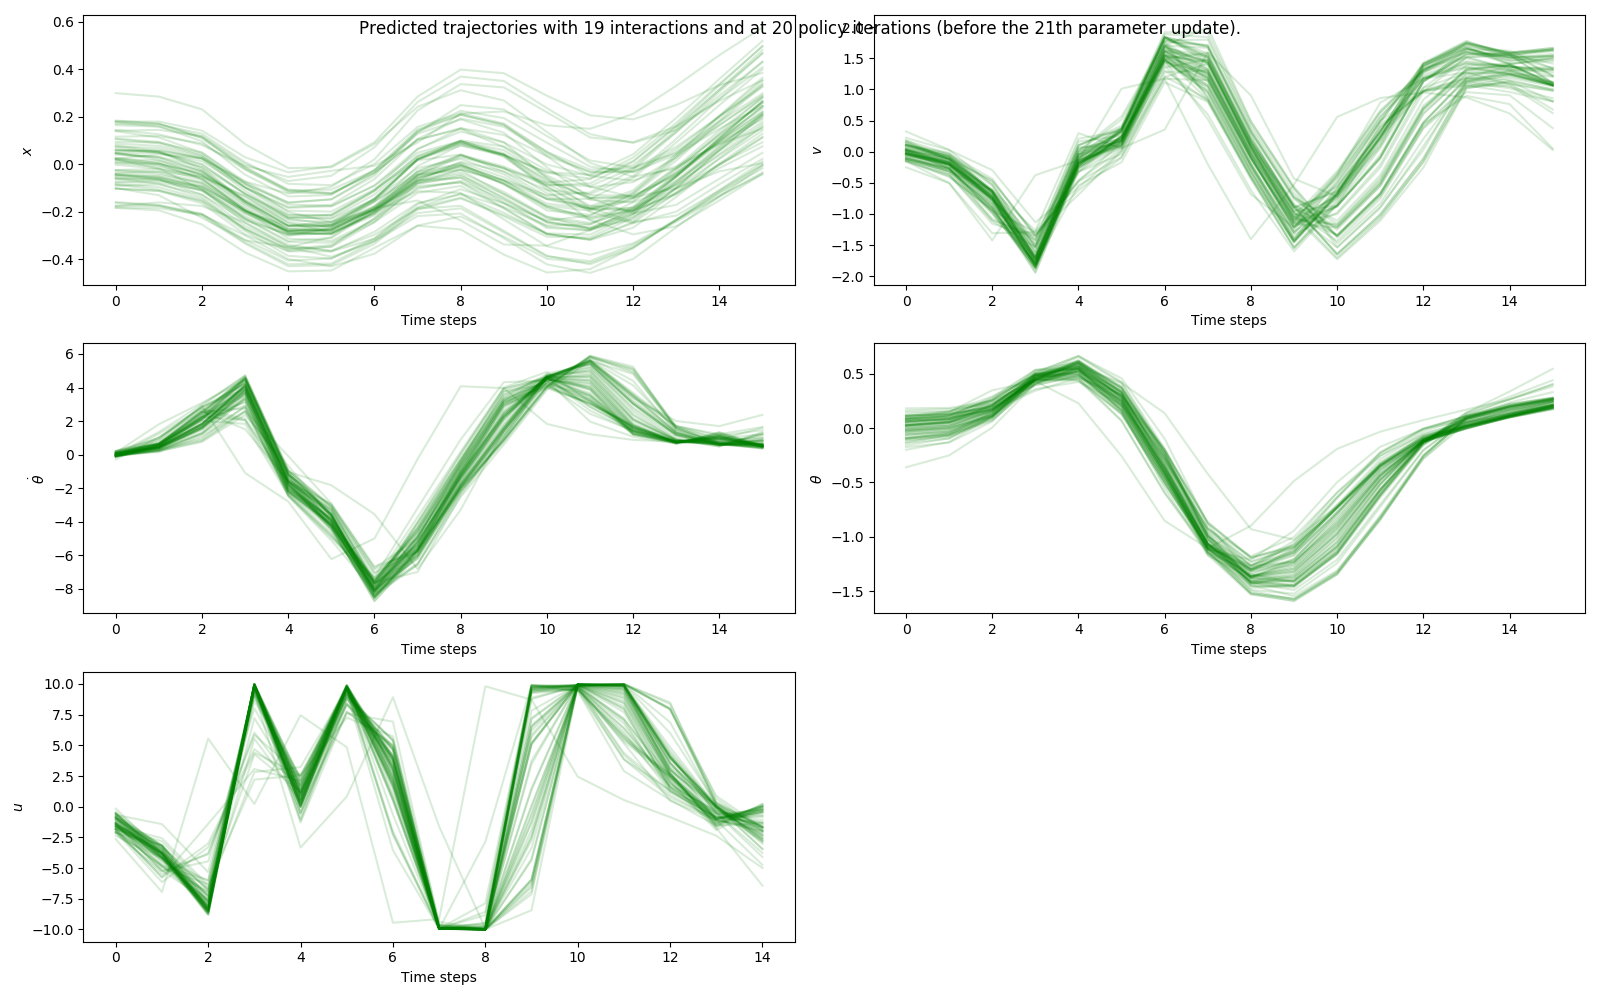 Predicted trajectories with 19 interactions and at 20 policy iterations (before the 21th parameter update).
0.6
0.4
0.2
0.0
−0.2
−0.4
x
0 2 4 6 8 10 12 14
Time steps
2.0
1.5
1.0
0.5
0.0
−0.5
−1.0
−1.5
−2.0
v
0 2 4 6 8 10 12 14
Time steps
6
4
2
0
−2
−4
−6
−8
θ̇
0 2 4 6 8 10 12 14
Time steps
0.5
0.0
−0.5
−1.0
−1.5
θ
0 2 4 6 8 10 12 14
Time steps
10.0
7.5
5.0
2.5
0.0
−2.5
−5.0
−7.5
−10.0
u
0 2 4 6 8 10 12 14
Time steps